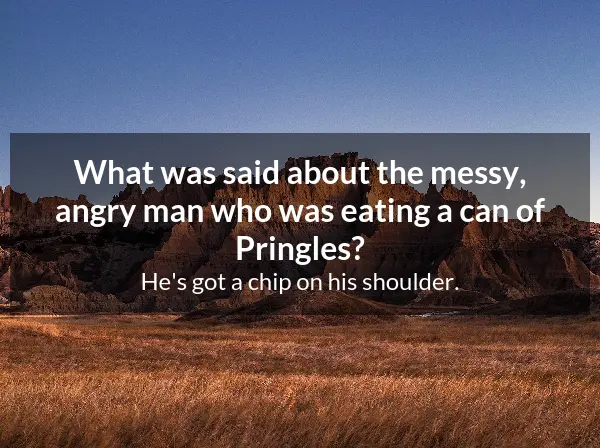 What was said about the messy,
angry man who was eating a can of
Pringles?
He's got a chip on his shoulder.